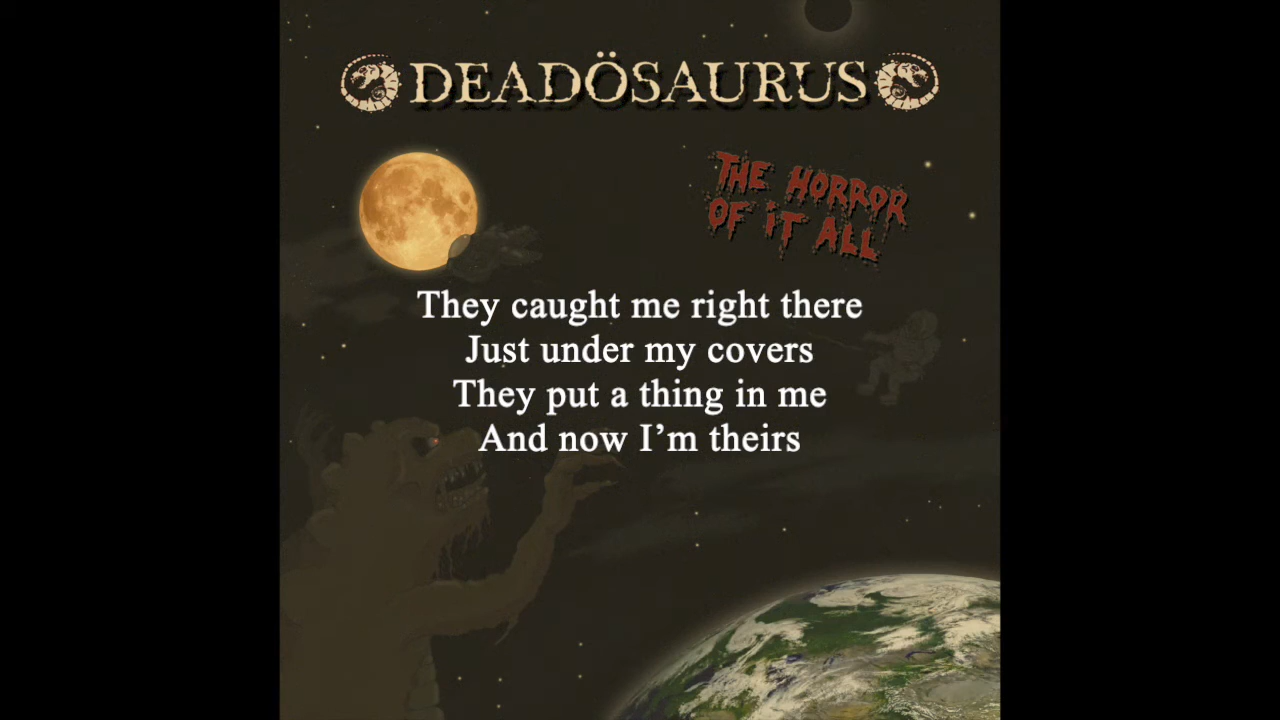 DEADÖSAURUS
THE HORROR
OF IT ALL
They caught me right there
Just under my covers
They put a thing in me
And now I’m theirs